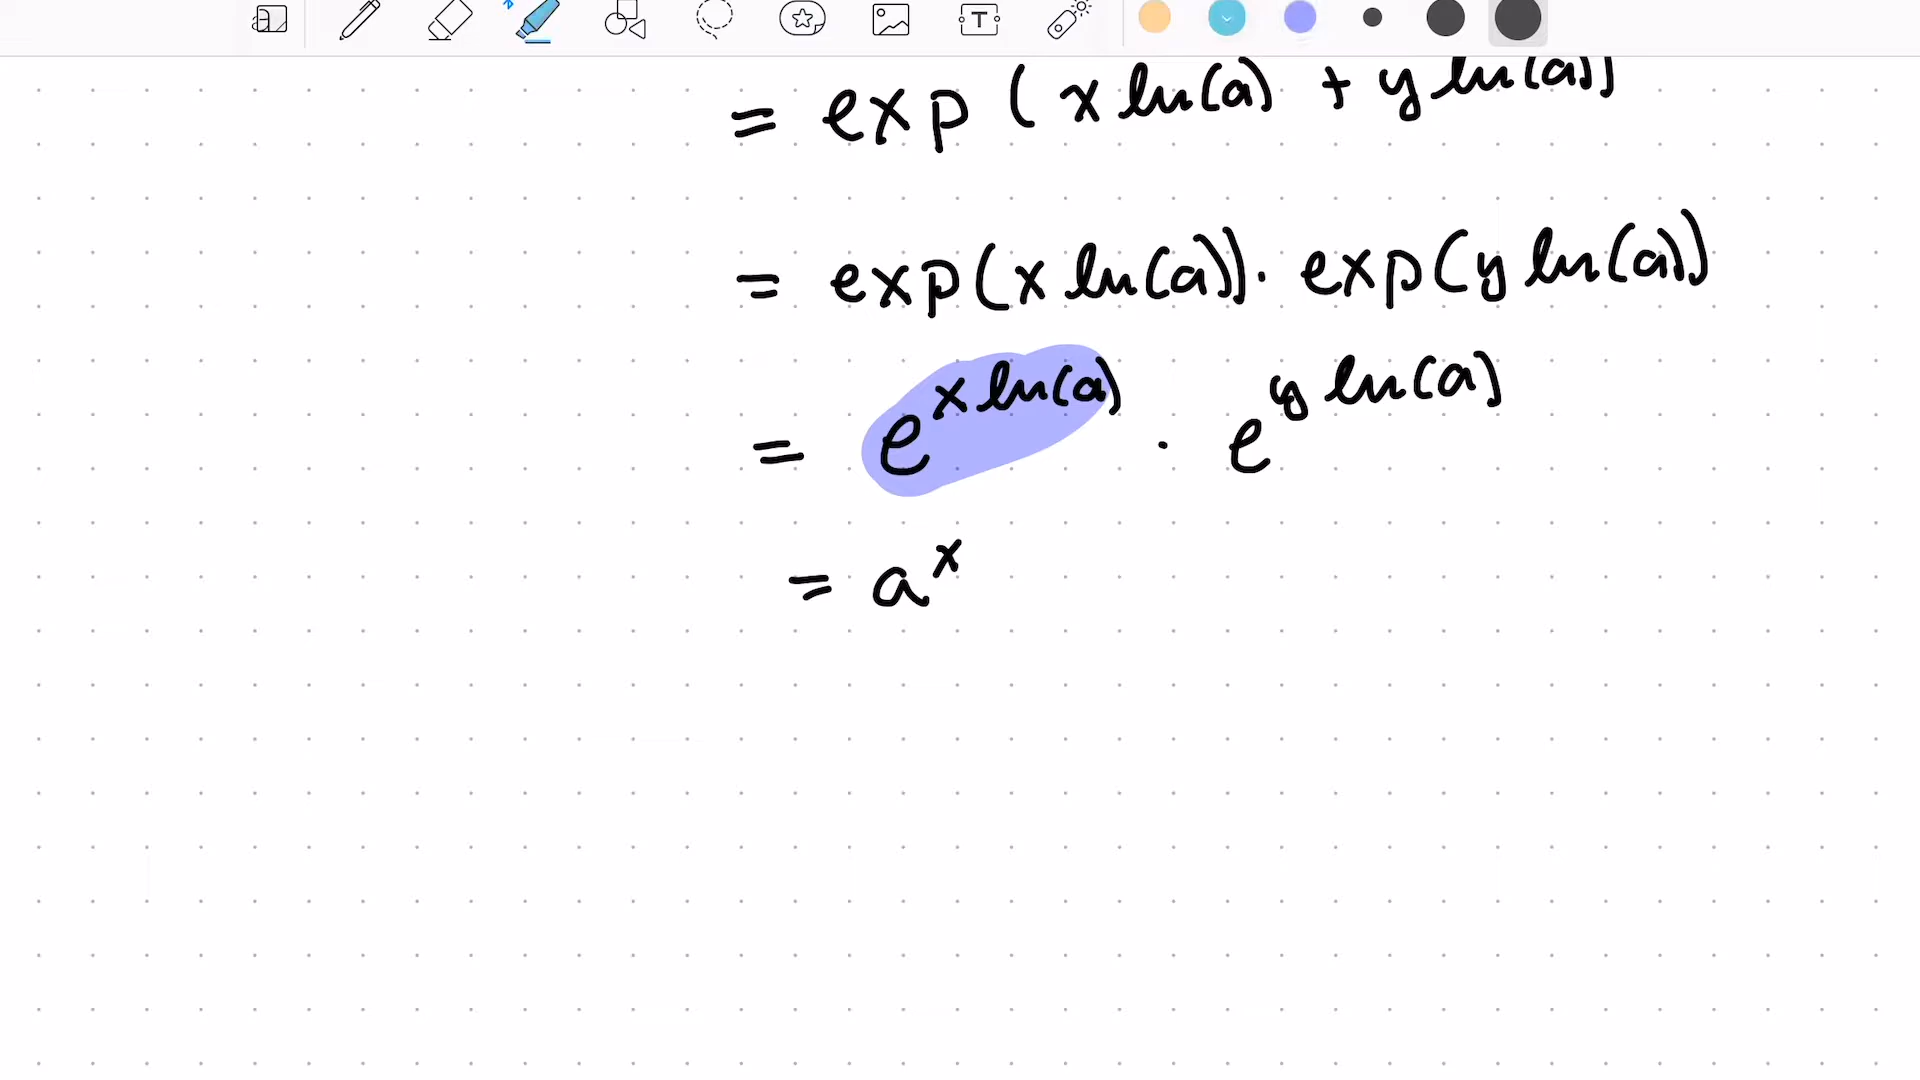 = exp (x ln(a) + y ln(a))
= exp(x ln(a)) · exp(y ln(a))
= e^{x ln(a)} · e^{y ln(a)}
= a^x